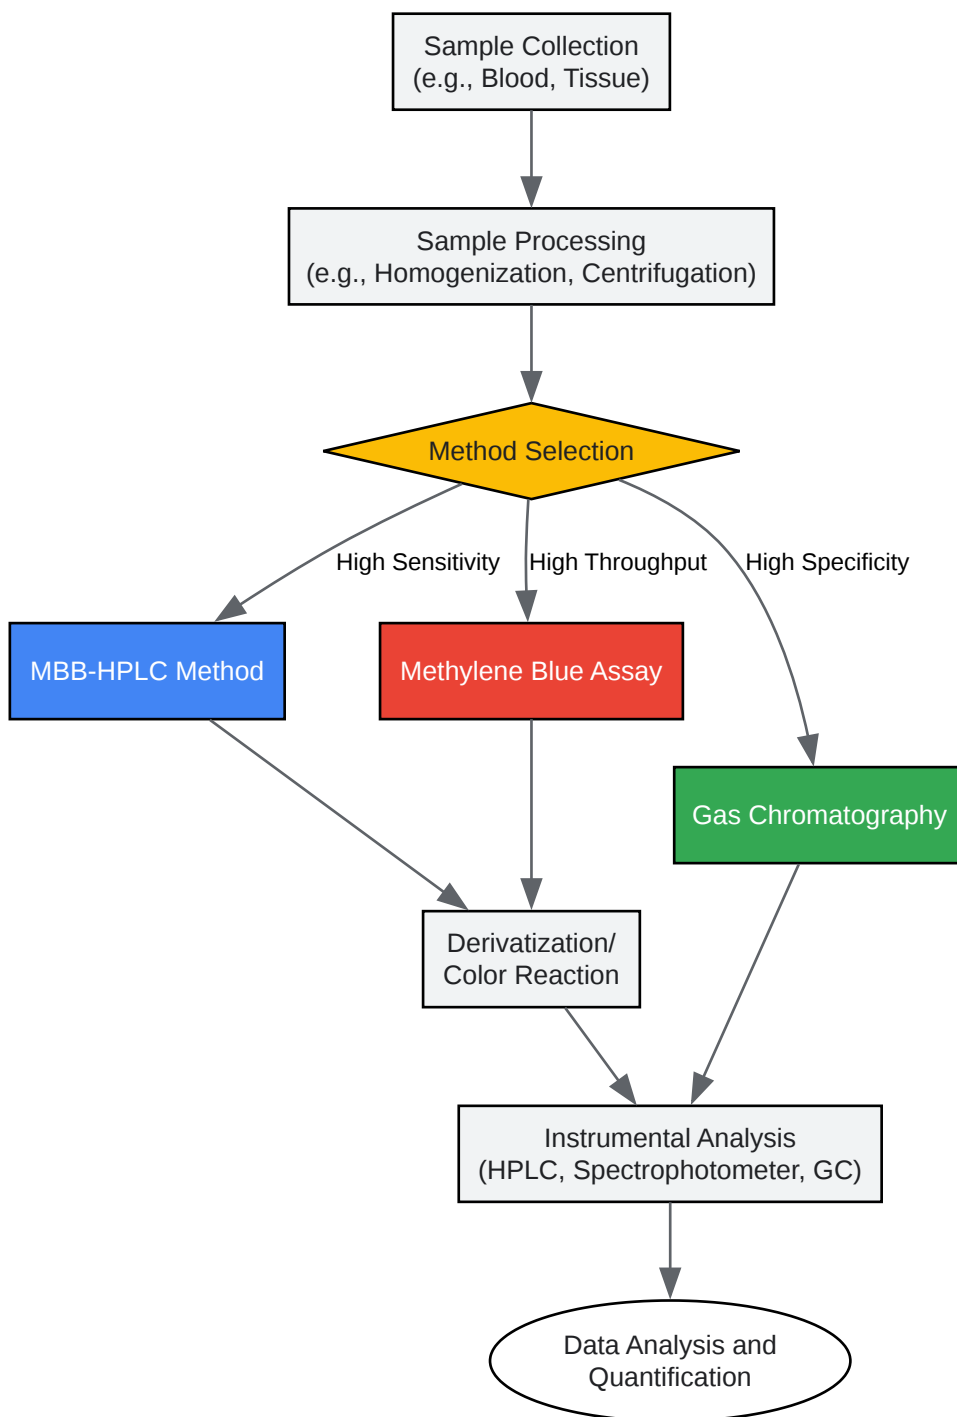 Sample Collection
(e.g., Blood, Tissue)
Sample Processing
(e.g., Homogenization, Centrifugation)
Method Selection
High Sensitivity
High Throughput
High Specificity
MBB-HPLC Method
Methylene Blue Assay
Gas Chromatography
Derivatization/
Color Reaction
Instrumental Analysis
(HPLC, Spectrophotometer, GC)
Data Analysis and
Quantification